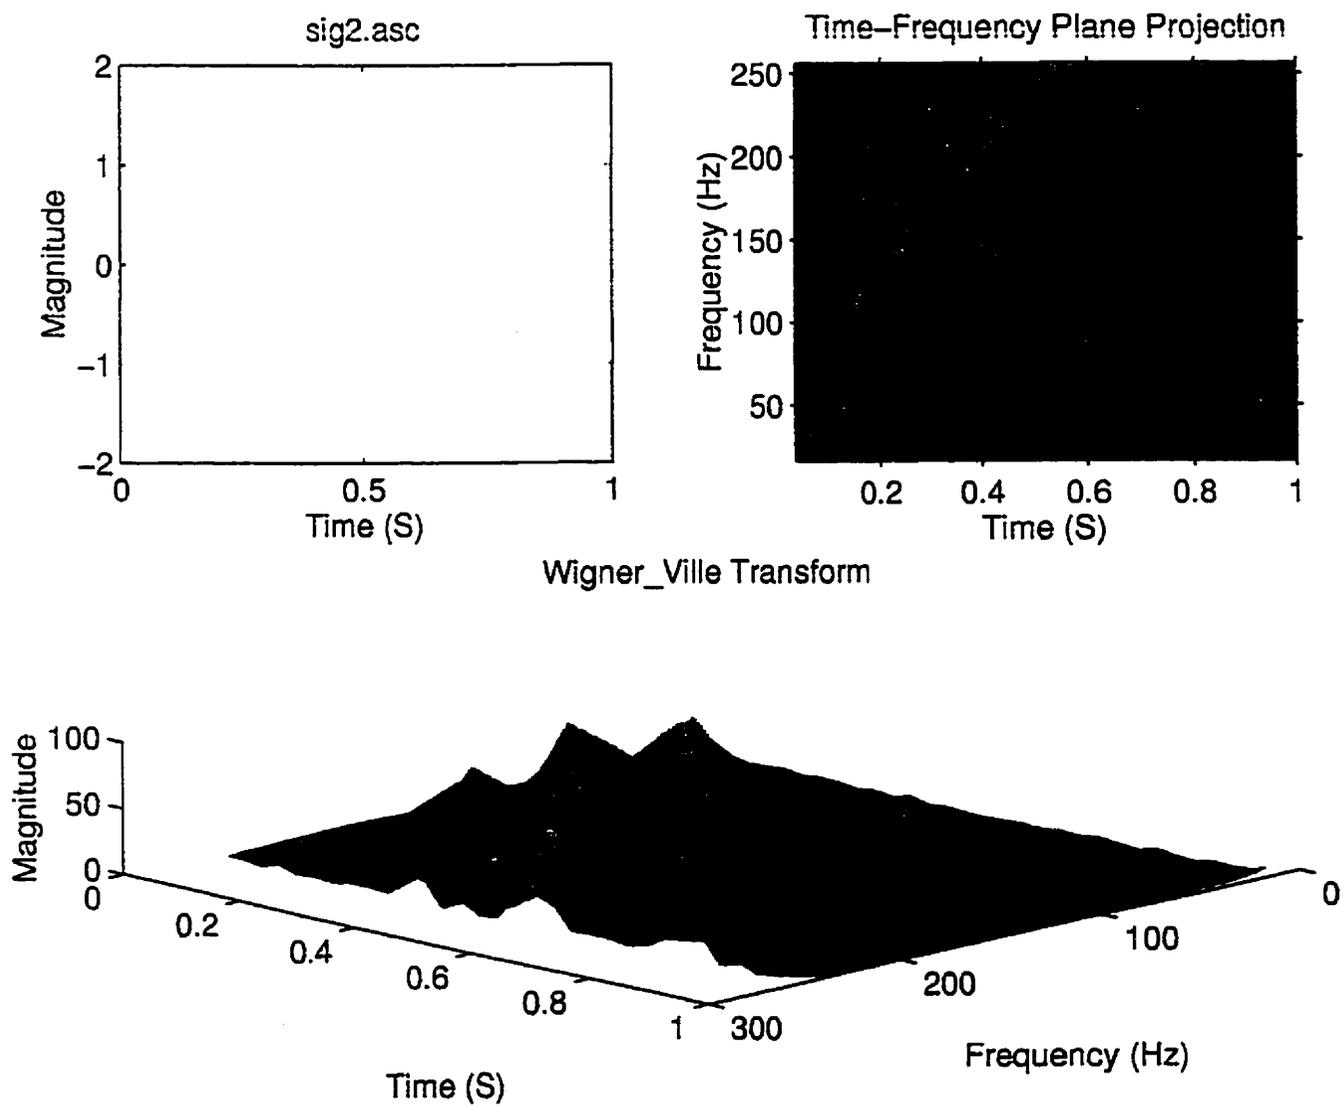 sig2.asc
2
1
0
−1
−2
Magnitude
0 0.5 1
Time (S)
Time−Frequency Plane Projection
250
200
150
100
50
Frequency (Hz)
0.2 0.4 0.6 0.8 1
Time (S)
Wigner_Ville Transform
100
50
0
Magnitude
0
0.2
0.4
0.6
0.8
1
Time (S)
300
200
100
0
Frequency (Hz)